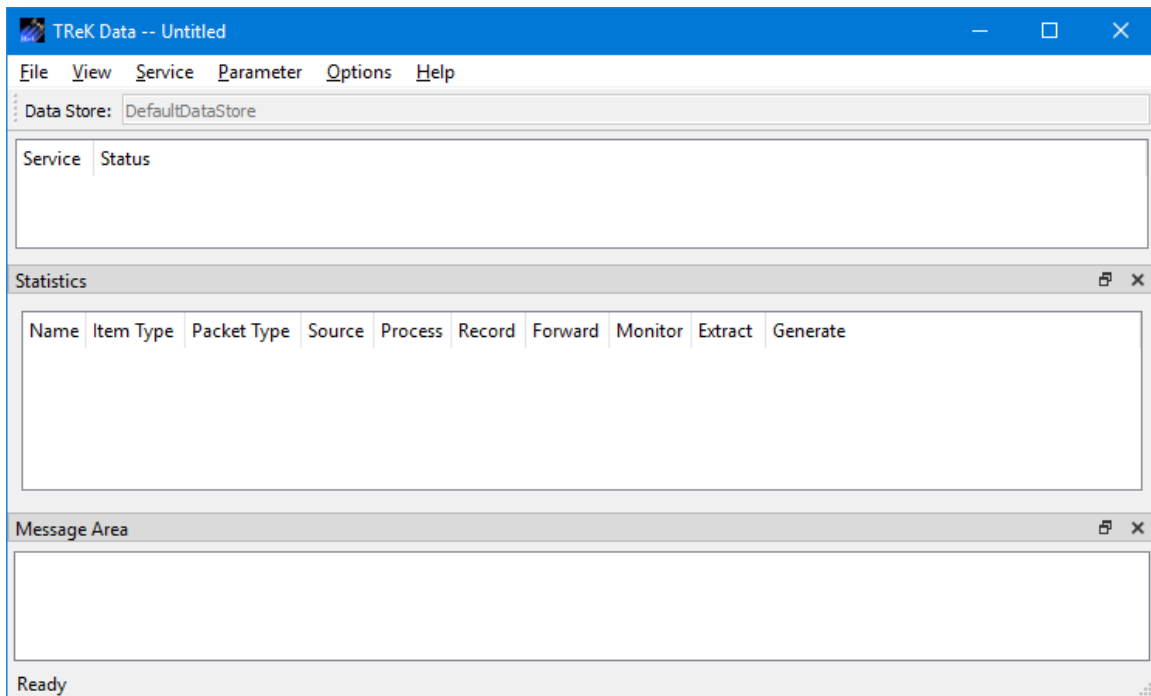 TReK Data -- Untitled
File View Service Parameter Options Help
Data Store: DefaultDataStore
Service Status
Statistics
Name Item Type Packet Type Source Process Record Forward Monitor Extract Generate
Message Area
Ready